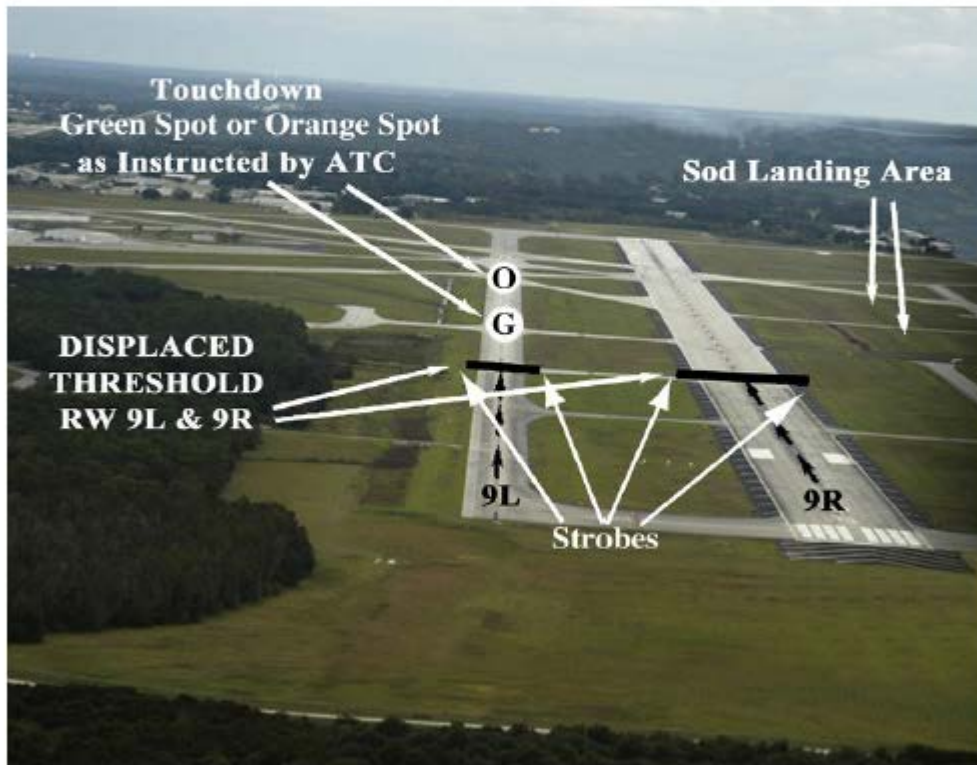 Touchdown
Green Spot or Orange Spot
as Instructed by ATC
Sod Landing Area
O
G
DISPLACED
THRESHOLD
RW 9L & 9R
9L
9R
Strobes